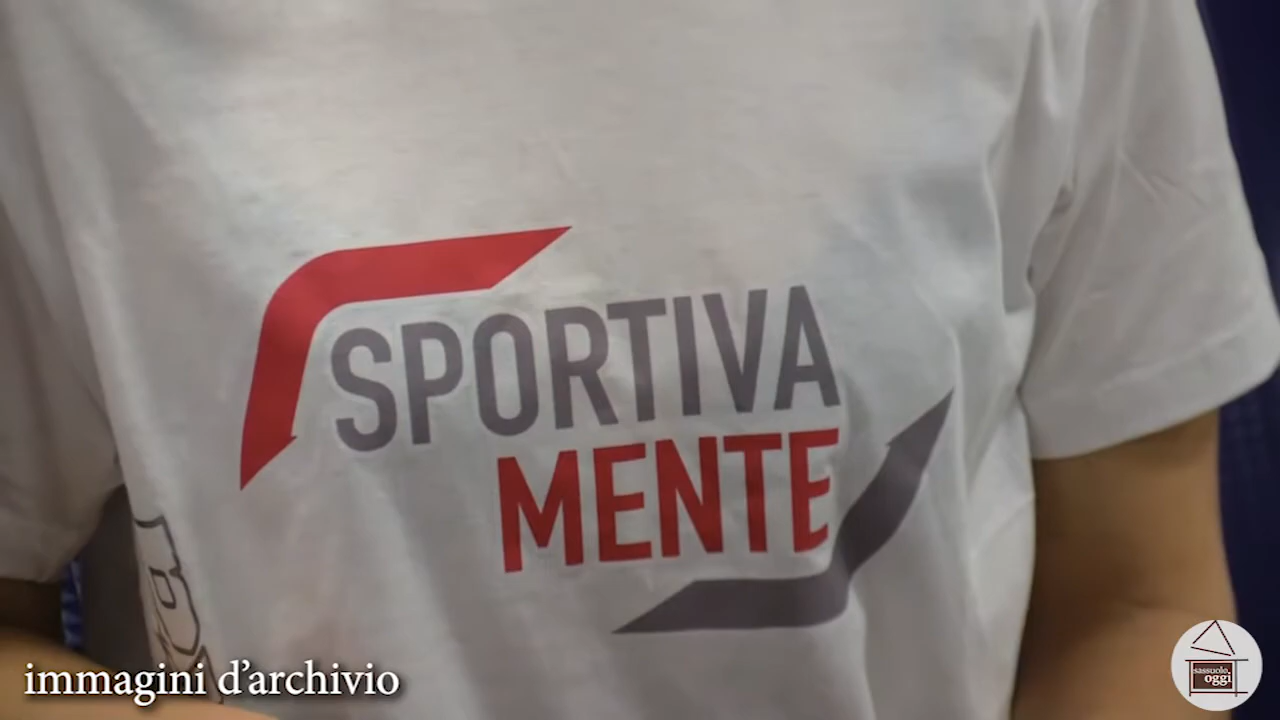 SPORTIVA
MENTE
immagini d'archivio
sassuolo
oggi